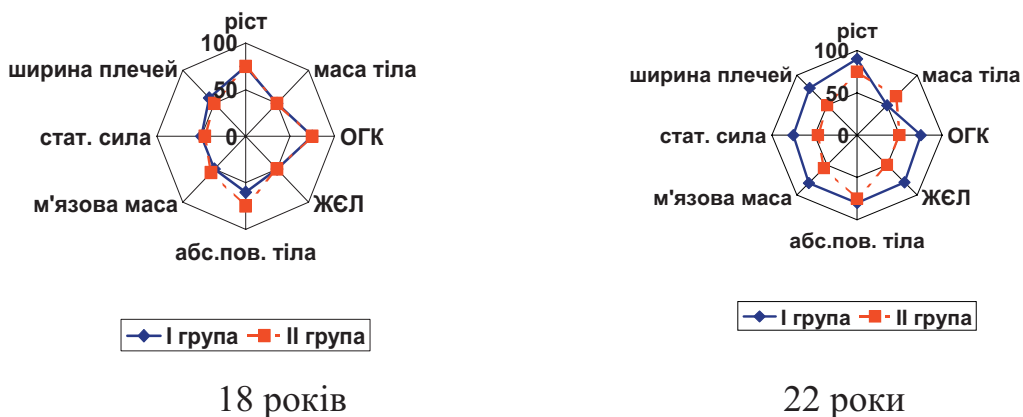 ріст
100
ширина плечей
маса тіла
50
стат. сила
0
ОГК
м'язова маса
ЖЄЛ
абс.пов. тіла
I група
II група
18 років
ріст
100
ширина плечей
маса тіла
50
стат. сила
0
ОГК
м'язова маса
ЖЄЛ
абс.пов. тіла
I група
II група
22 роки